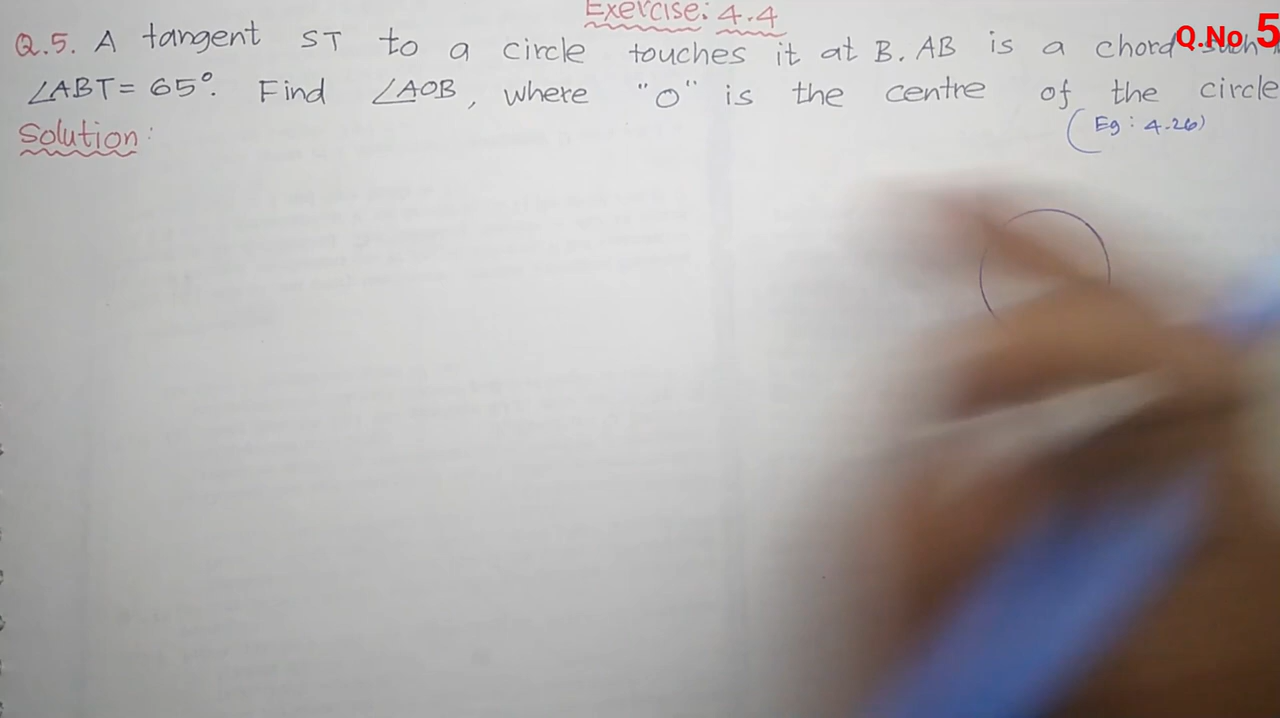 Exercise: 4.4
Q.No.5
Q.5. A tangent ST to a circle touches it at B. AB is a chord
∠ABT = 65°. Find ∠AOB, where "O" is the centre of the circle
(Eg: 4.26)
Solution: